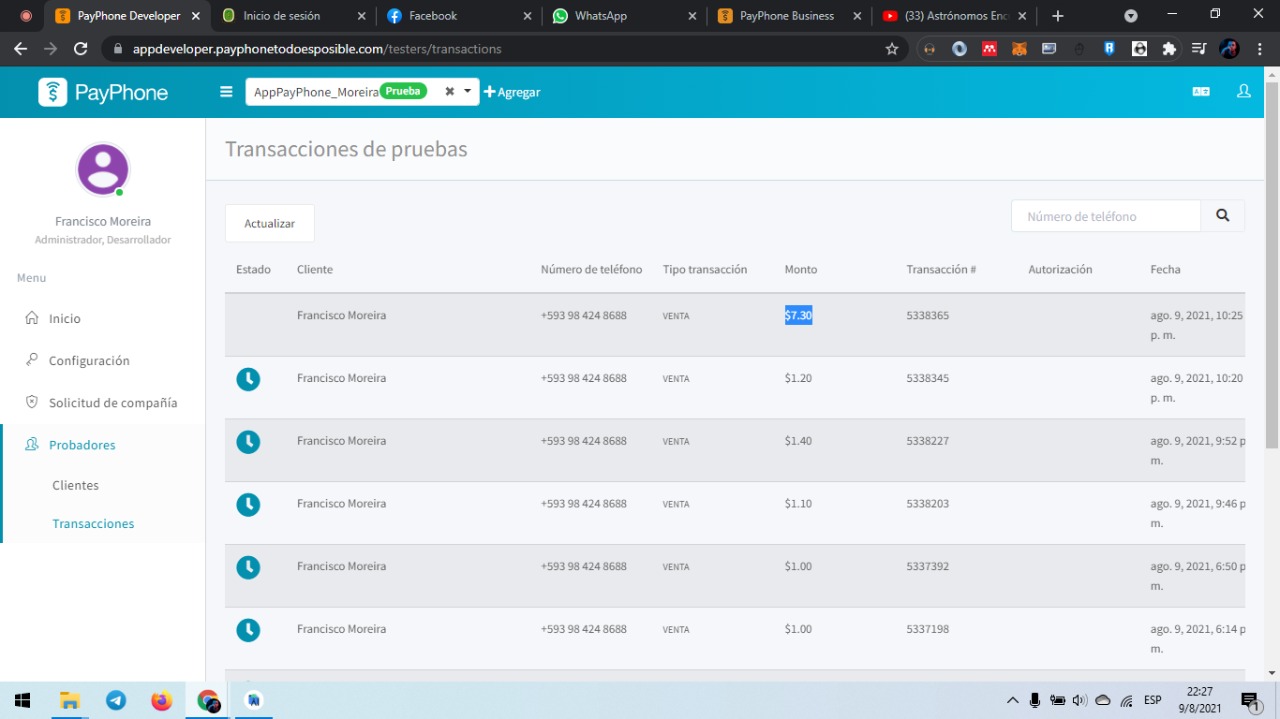 PayPhone Developer
Inicio de sesión
Facebook
WhatsApp
PayPhone Business
(33) Astrónomos Enc
appdeveloper.payphonetodoesposible.com/testers/transactions
PayPhone
AppPayPhone_Moreira Prueba
Agregar
Francisco Moreira
Administrador, Desarrollador
Menu
Inicio
Configuración
Solicitud de compañía
Probadores
Clientes
Transacciones
Transacciones de pruebas
Actualizar
Número de teléfono
Estado Cliente Número de teléfono Tipo transacción Monto Transacción # Autorización Fecha
Francisco Moreira +593 98 424 8688 VENTA $7.30 5338365 ago. 9, 2021, 10:25
p. m.
Francisco Moreira +593 98 424 8688 VENTA $1.20 5338345 ago. 9, 2021, 10:20
p. m.
Francisco Moreira +593 98 424 8688 VENTA $1.40 5338227 ago. 9, 2021, 9:52 p
m.
Francisco Moreira +593 98 424 8688 VENTA $1.10 5338203 ago. 9, 2021, 9:46 p
m.
Francisco Moreira +593 98 424 8688 VENTA $1.00 5337392 ago. 9, 2021, 6:50 p
m.
Francisco Moreira +593 98 424 8688 VENTA $1.00 5337198 ago. 9, 2021, 6:14 p
m.
ESP
22:27
9/8/2021
1